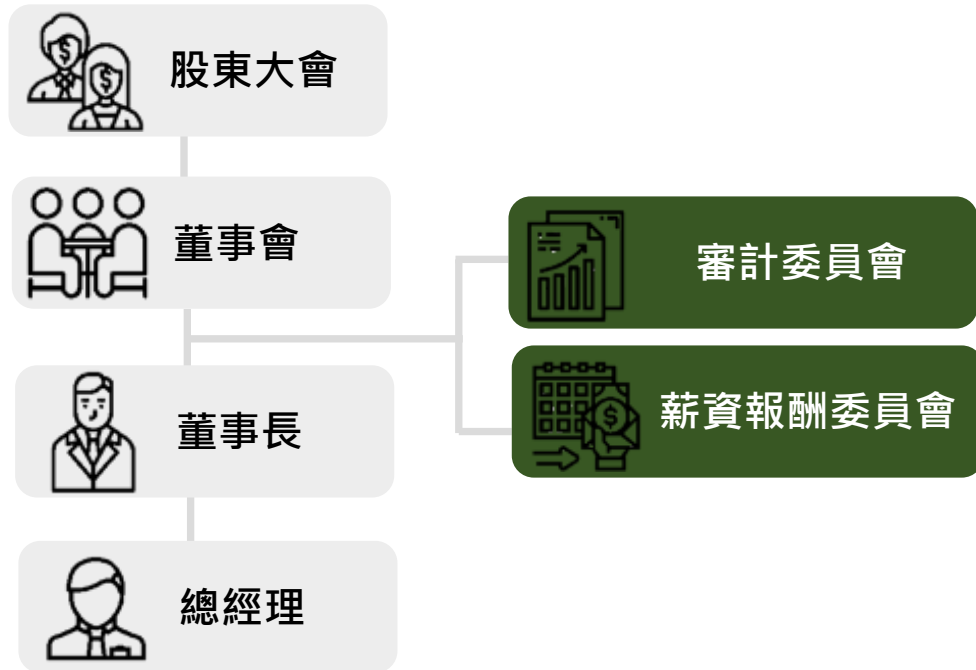 股東大會
董事會
審計委員會
薪資報酬委員會
董事長
總經理